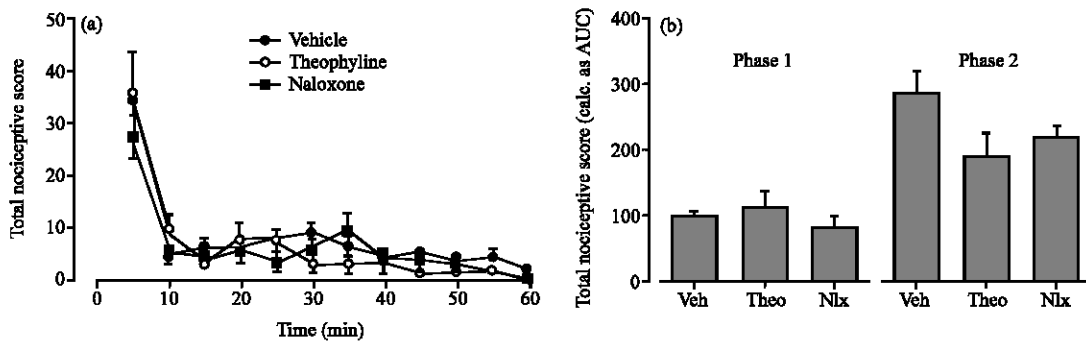 (a)
Total nociceptive score
50
40
30
20
10
0
Vehicle
Theophyline
Naloxone
0 10 20 30 40 50 60
Time (min)
(b)
Total nociceptive score (calc. as AUC)
400
300
200
100
0
Phase 1 Phase 2
Veh Theo Nlx Veh Theo Nlx